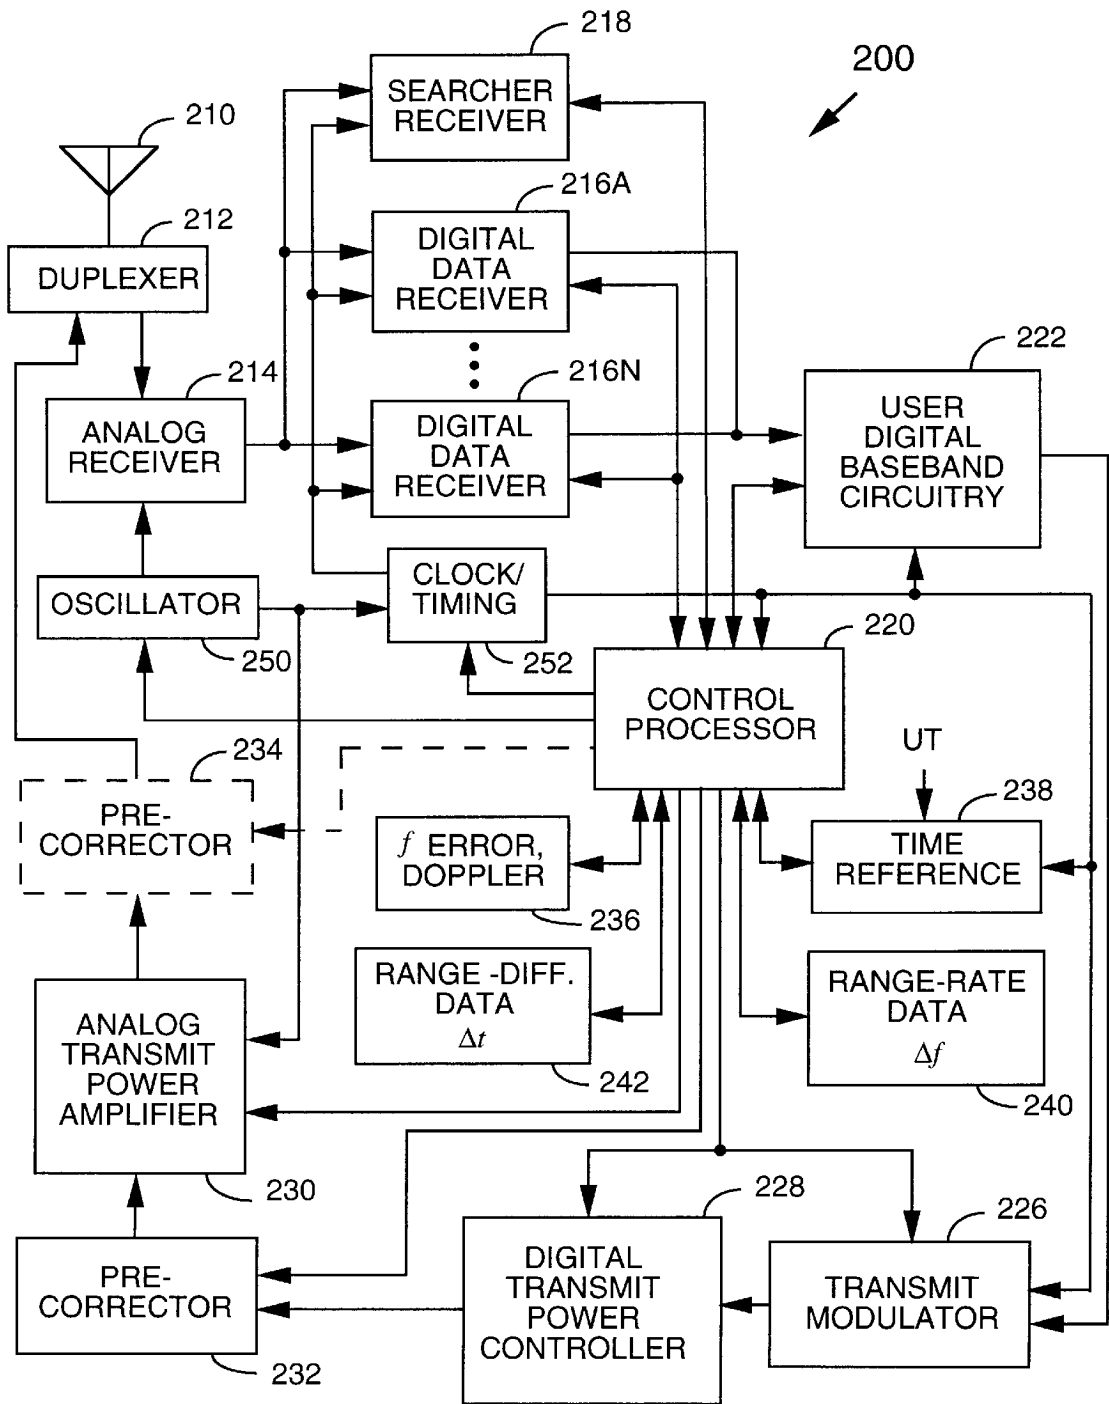 218
200
SEARCHER
RECEIVER
210
216A
212
DIGITAL
DATA
RECEIVER
DUPLEXER
222
214
216N
USER
DIGITAL
BASEBAND
CIRCUITRY
ANALOG
RECEIVER
DIGITAL
DATA
RECEIVER
CLOCK/
TIMING
OSCILLATOR
220
250
252
CONTROL
PROCESSOR
234
UT
PRE-
CORRECTOR
238
f ERROR,
DOPPLER
TIME
REFERENCE
236
RANGE -DIFF.
DATA
Δt
RANGE-RATE
DATA
Δf
ANALOG
TRANSMIT
POWER
AMPLIFIER
242
240
230
228
226
PRE-
CORRECTOR
DIGITAL
TRANSMIT
POWER
CONTROLLER
TRANSMIT
MODULATOR
232